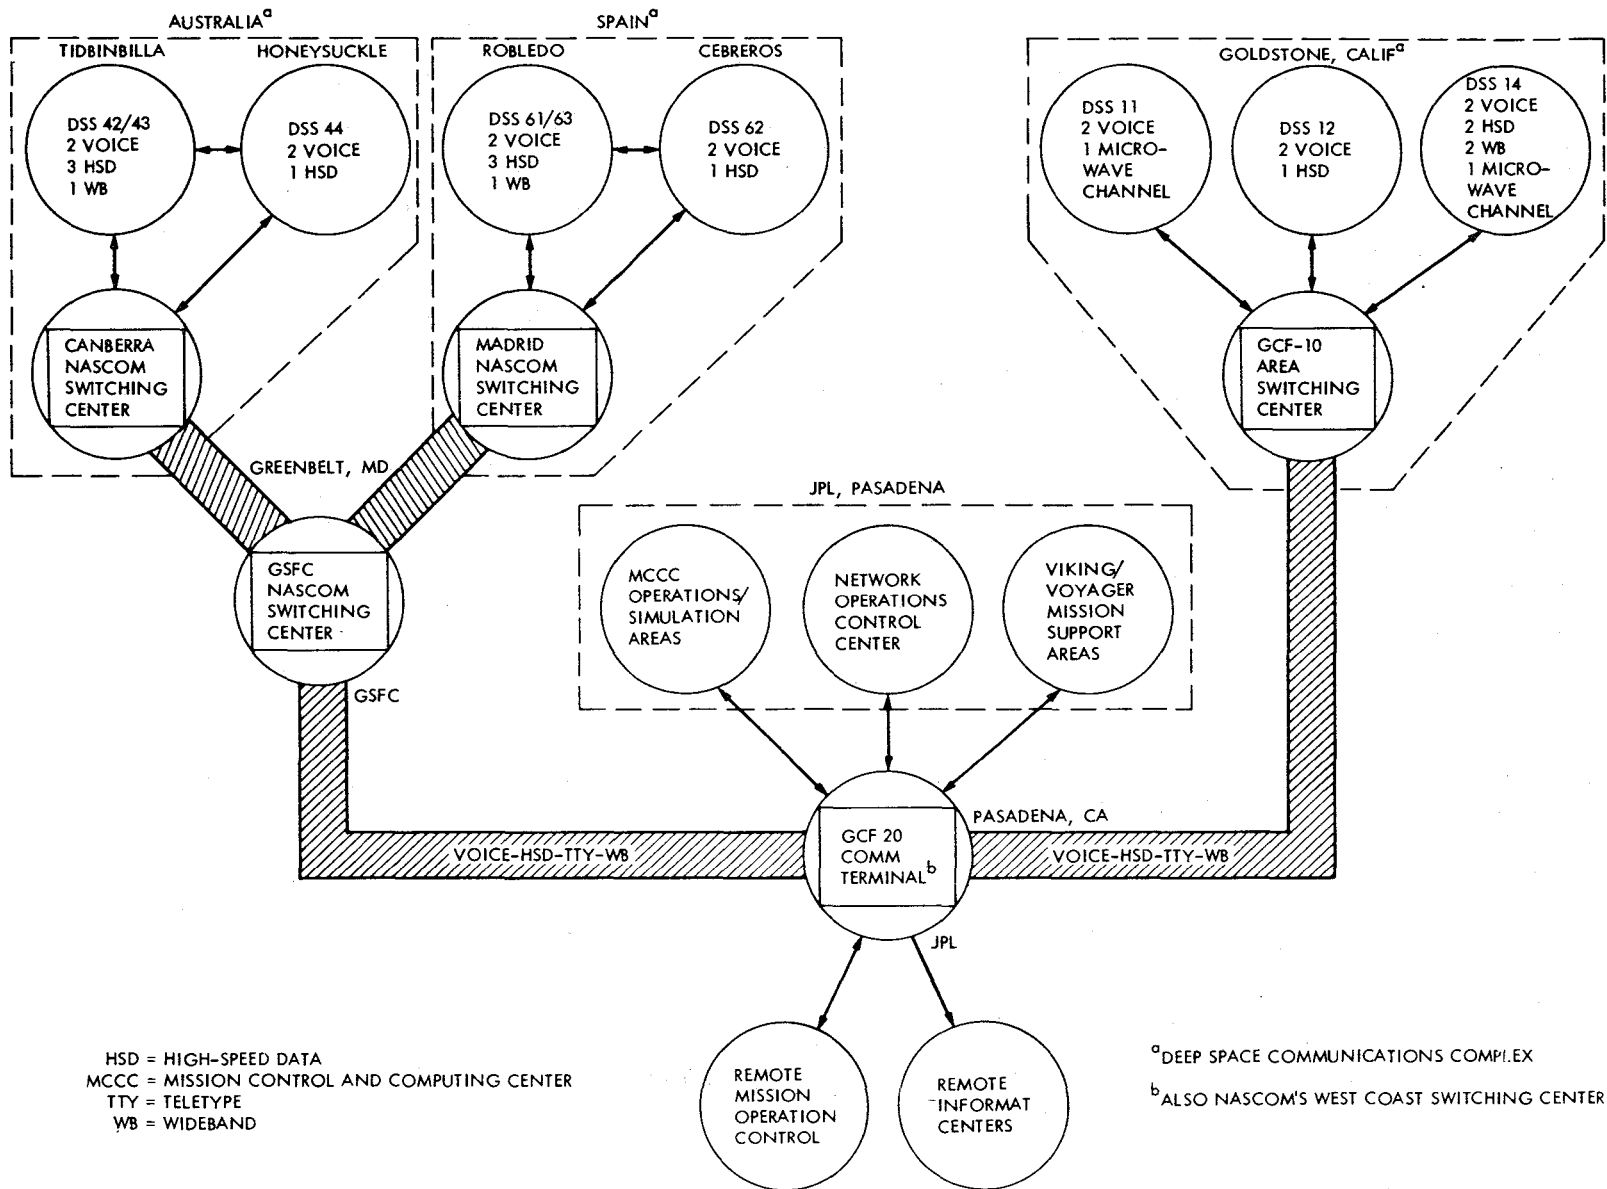 AUSTRALIAᵃ
TIDBINBILLA
HONEYSUCKLE
DSS 42/43
2 VOICE
3 HSD
1 WB
DSS 44
2 VOICE
1 HSD
CANBERRA
NASCOM
SWITCHING
CENTER
SPAINᵃ
ROBLEDO
CEBREROS
DSS 61/63
2 VOICE
3 HSD
1 WB
DSS 62
2 VOICE
1 HSD
MADRID
NASCOM
SWITCHING
CENTER
GOLDSTONE, CALIFᵃ
DSS 11
2 VOICE
1 MICRO-
WAVE
CHANNEL
DSS 12
2 VOICE
1 HSD
DSS 14
2 VOICE
2 HSD
2 WB
1 MICRO-
WAVE
CHANNEL
GCF-10
AREA
SWITCHING
CENTER
GREENBELT, MD
GSFC
NASCOM
SWITCHING
CENTER
GSFC
JPL, PASADENA
MCCC
OPERATIONS/
SIMULATION
AREAS
NETWORK
OPERATIONS
CONTROL
CENTER
VIKING/
VOYAGER
MISSION
SUPPORT
AREAS
PASADENA, CA
GCF 20
COMM
TERMINALᵇ
VOICE-HSD-TTY-WB
VOICE-HSD-TTY-WB
JPL
REMOTE
MISSION
OPERATION
CONTROL
REMOTE
INFORMAT
CENTERS
HSD = HIGH-SPEED DATA
MCCC = MISSION CONTROL AND COMPUTING CENTER
TTY = TELETYPE
WB = WIDEBAND
ᵃDEEP SPACE COMMUNICATIONS COMPLEX
ᵇALSO NASCOM'S WEST COAST SWITCHING CENTER